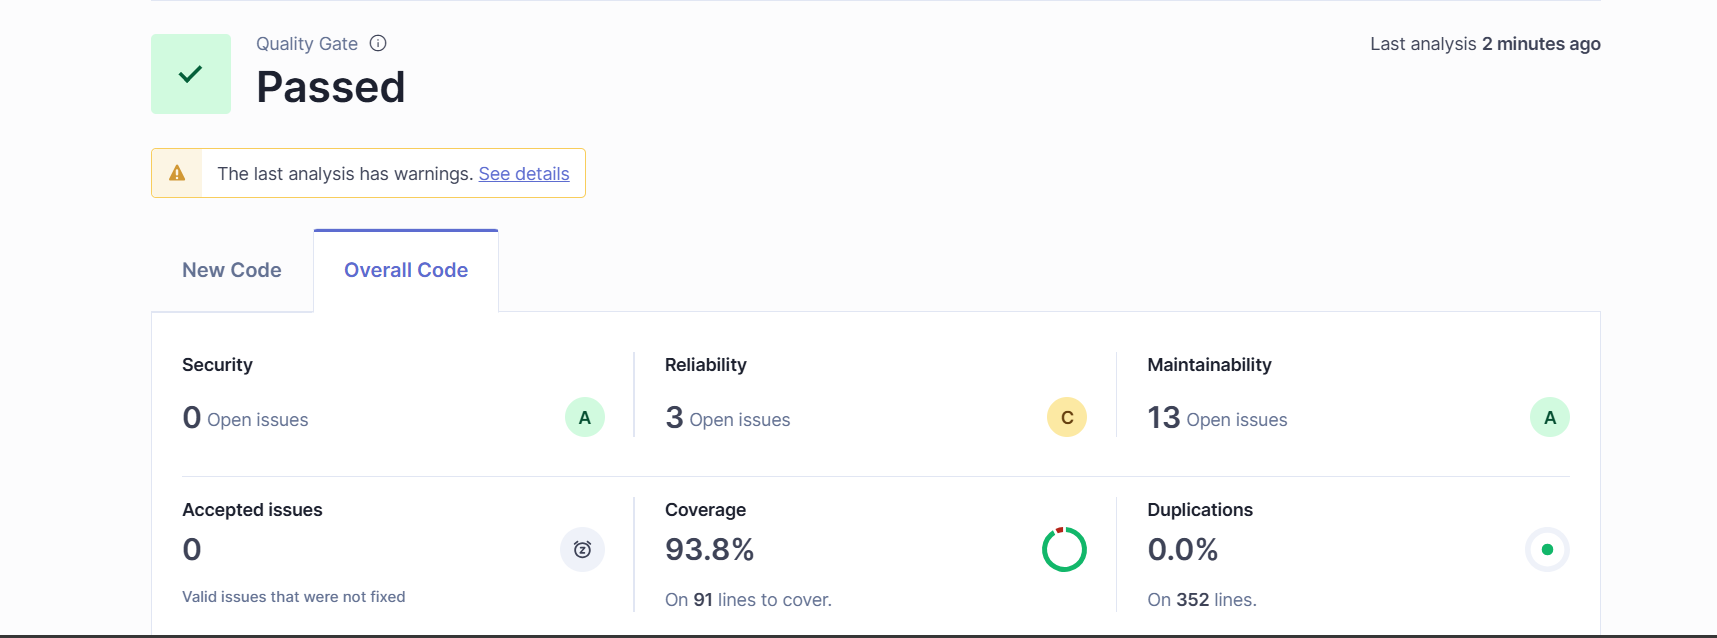 Quality Gate
Last analysis 2 minutes ago
Passed
The last analysis has warnings. See details
New Code
Overall Code
Security
0 Open issues
A
Reliability
3 Open issues
C
Maintainability
13 Open issues
A
Accepted issues
0
Valid issues that were not fixed
Coverage
93.8%
On 91 lines to cover.
Duplications
0.0%
On 352 lines.